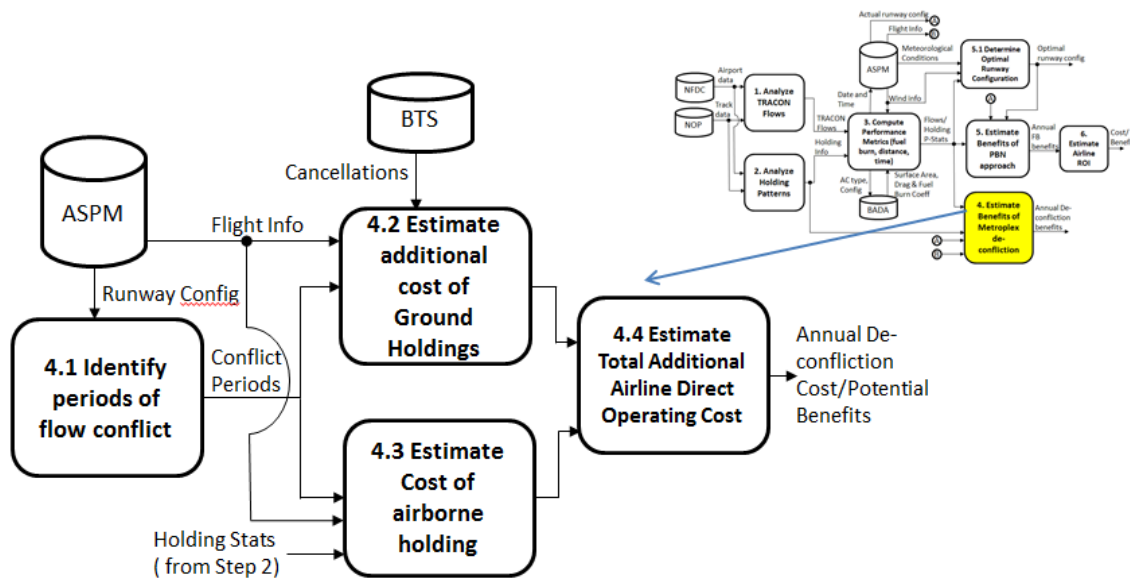 BTS
Cancellations
ASPM
Flight Info
Runway Config
4.1 Identify
periods of
flow conflict
Conflict
Periods
4.2 Estimate
additional
cost of
Ground
Holdings
4.3 Estimate
Cost of
airborne
holding
Holding Stats
( from Step 2)
4.4 Estimate
Total Additional
Airline Direct
Operating Cost
Annual De-
confliction
Cost/Potential
Benefits
Actual runway config
A
Flight Info
B
ASPM
Meteorological
Conditions
5.1 Determine
Optimal
Runway
Configuration
Optimal
runway config
NFDC
Airport
data
NOP
Track
data
1. Analyze
TRACON
Flows
Date and
Time
Wind Info
A
TRACON
Flows
3. Compute
Performance
Metrics (fuel
burn, distance,
time)
Flows/
Holding
P-Stats
5. Estimate
Benefits of
PBN
approach
Annual
FB
benefits
6.
Estimate
Airline
ROI
Cost/
Benefi
2. Analyze
Holding
Patterns
Holding
Info
AC type,
Config
Surface Area,
Drag & Fuel
Burn Coeff
BADA
4. Estimate
Benefits of
Metroplex
de-
confliction
Annual De-
confliction
benefits
A
B